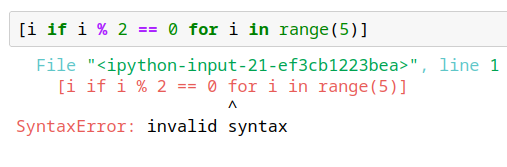 [i if i % 2 == 0 for i in range(5)]
File "<ipython-input-21-ef3cb1223bea>", line 1
[i if i % 2 == 0 for i in range(5)]
^
SyntaxError: invalid syntax